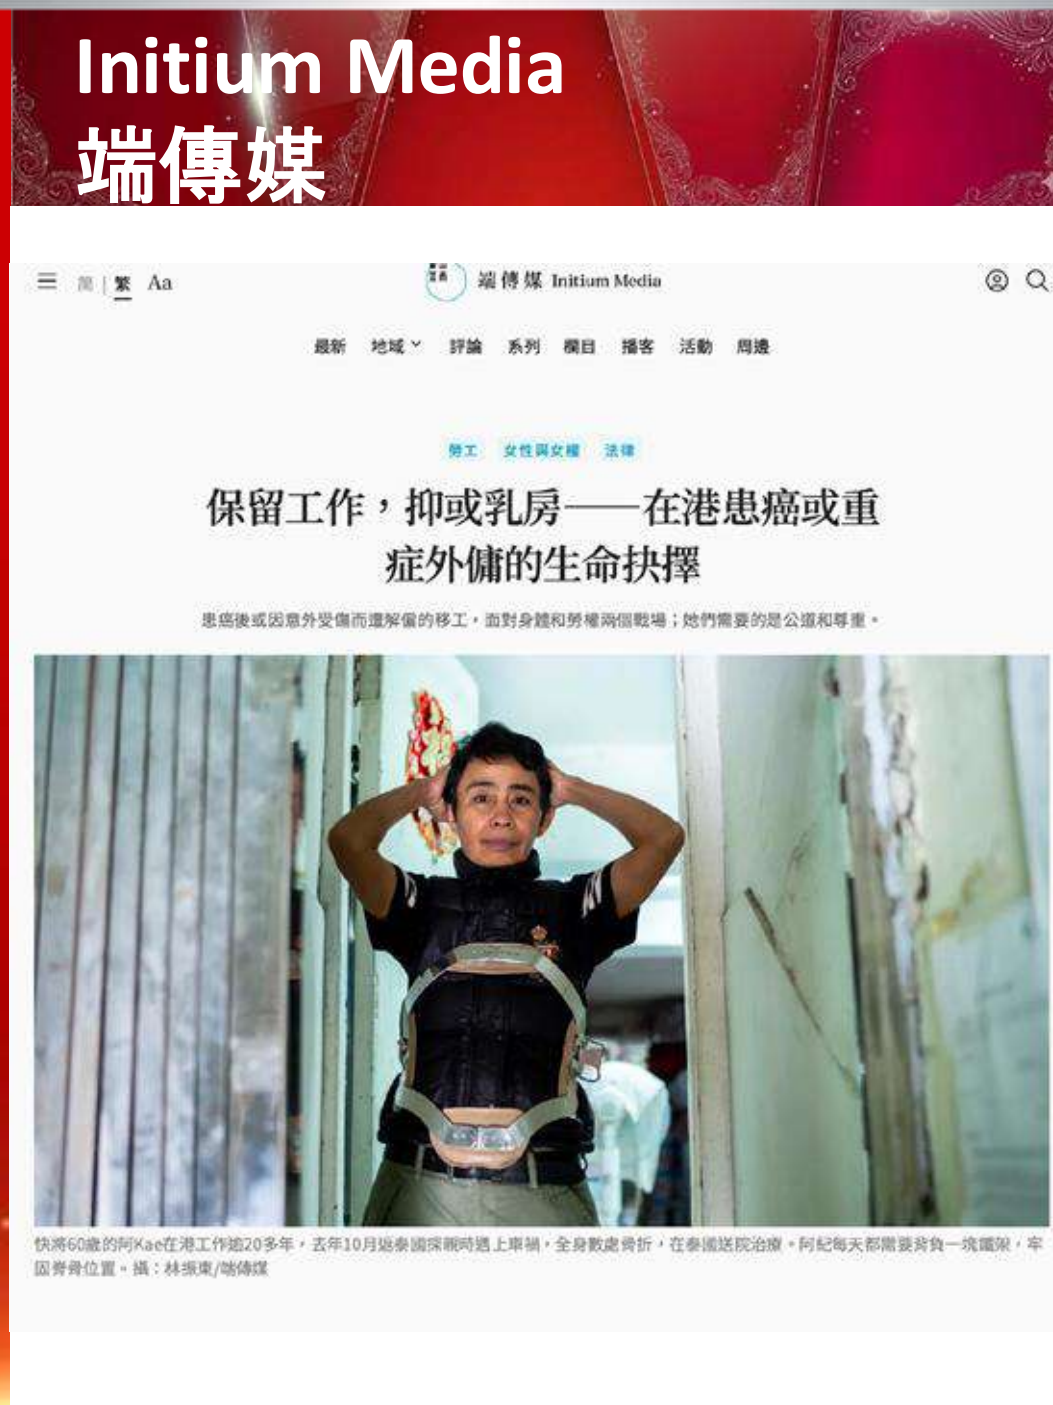 Initium Media
端傳媒
简 | 繁 Aa
端傳媒 Initium Media
最新 地域 評論 系列 欄目 播客 活動 周邊
勞工 女性與女權 法律
保留工作，抑或乳房——在港患癌或重
症外傭的生命抉擇
患癌後或因意外受傷而遭解僱的移工，面對身體和勞權兩個戰場；她們需要的是公道和尊重。
快將60歲的阿Kae在港工作逾20多年，去年10月返泰國探親時遇上車禍，全身數處骨折，在泰國送院治療。阿紀每天都需要背負一塊鐵架，牢
固脊骨位置。攝：林振東/端傳媒